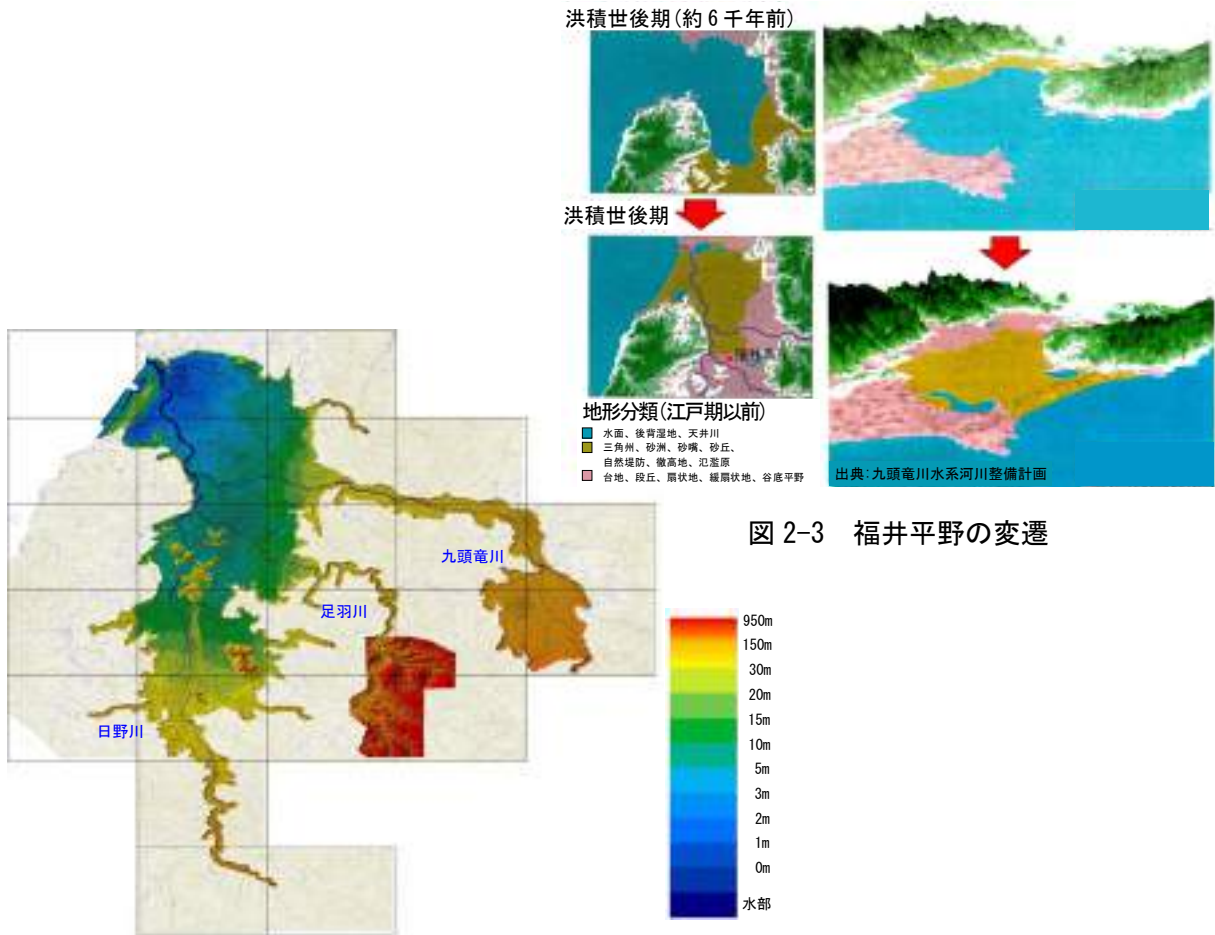 洪積世後期(約6千年前)
洪積世後期
地形分類(江戸期以前)
水面、後背湿地、天井川
三角州、砂洲、砂嘴、砂丘、
自然堤防、微高地、氾濫原
台地、段丘、扇状地、緩扇状地、谷底平野
出典:九頭竜川水系河川整備計画
図 2-3 福井平野の変遷
九頭竜川
足羽川
日野川
950m
150m
30m
20m
15m
10m
5m
3m
2m
1m
0m
水部